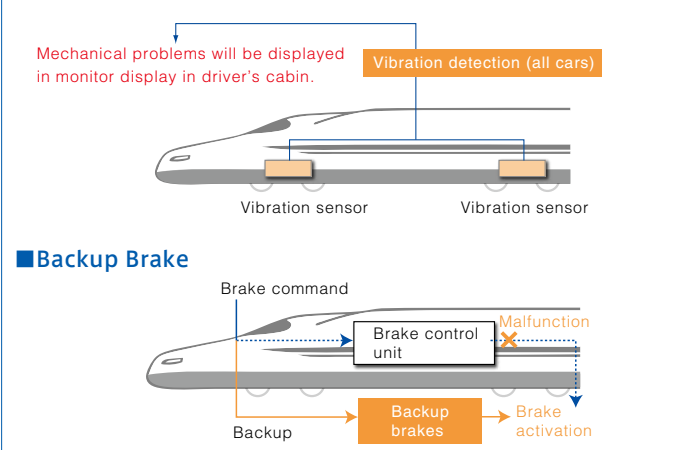 Mechanical problems will be displayed
in monitor display in driver's cabin.
Vibration detection (all cars)
Vibration sensor
Vibration sensor
■Backup Brake
Brake command
Malfunction
Brake control
unit
Backup
Backup
brakes
Brake
activation